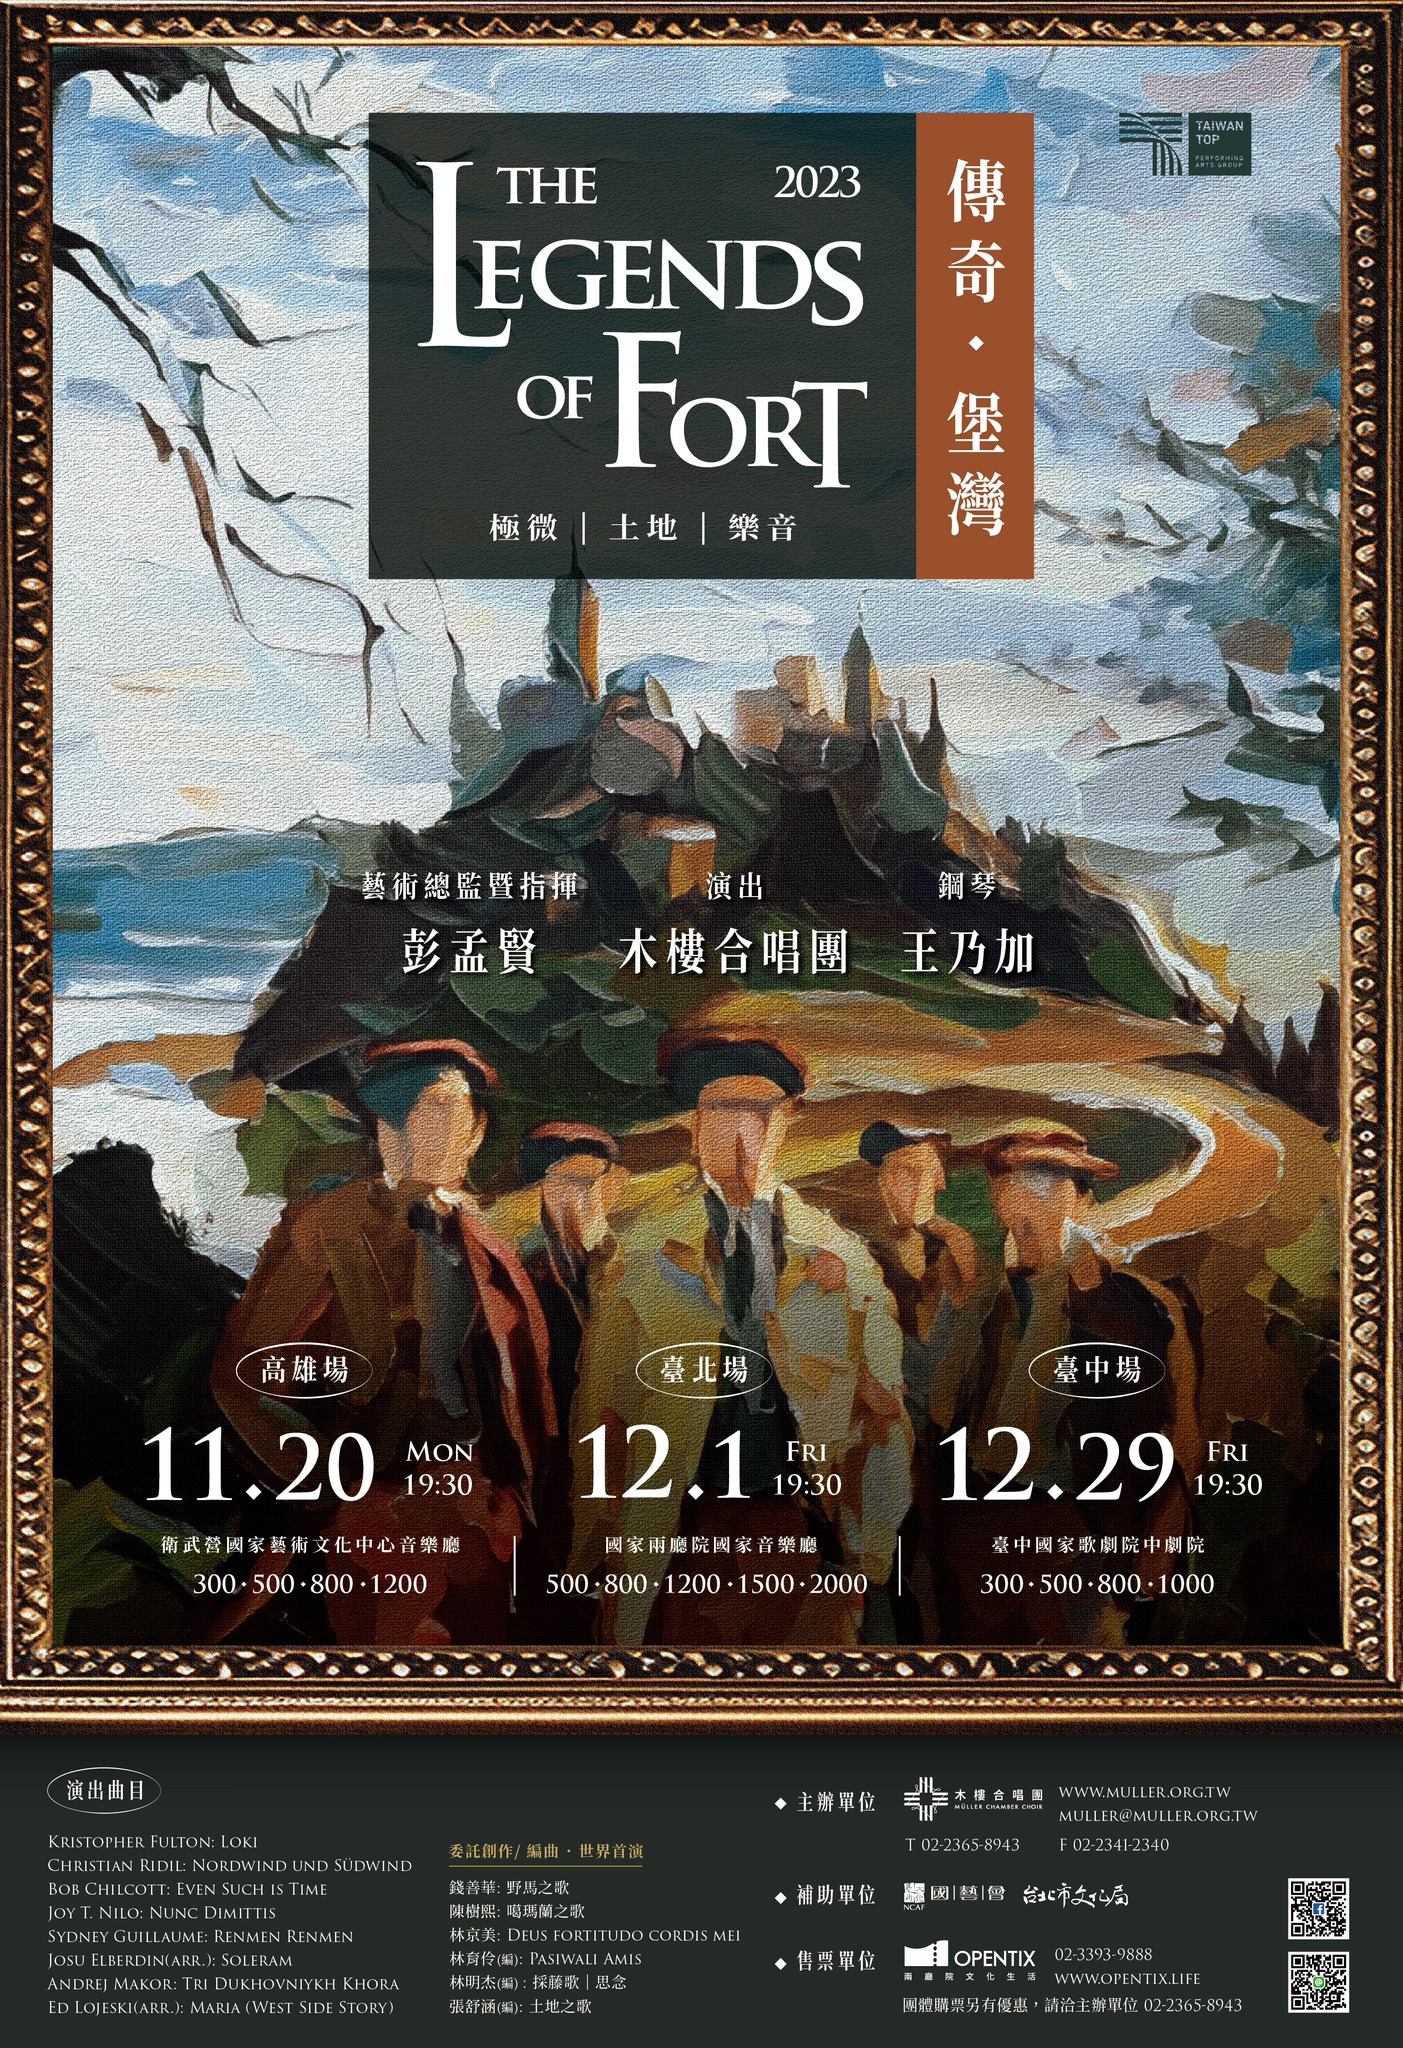 THE
2023
LEGENDS
OF FORT
極微｜土地｜樂音
傳奇・堡灣
TAIWAN
TOP
PERFORMING
ARTS GROUP
藝術總監暨指揮
彭孟賢
演出
木樓合唱團
鋼琴
王乃加
高雄場
11.20 MON
19:30
衛武營國家藝術文化中心音樂廳
300・500・800・1200
臺北場
12.1 FRI
19:30
國家兩廳院國家音樂廳
500・800・1200・1500・2000
臺中場
12.29 FRI
19:30
臺中國家歌劇院中劇院
300・500・800・1000
演出曲目
KRISTOPHER FULTON: LOKI
CHRISTIAN RIDIL: NORDWIND UND SÜDWIND
BOB CHILCOTT: EVEN SUCH IS TIME
JOY T. NILO: NUNC DIMITTIS
SYDNEY GUILLAUME: RENMEN RENMEN
JOSU ELBERDIN(ARR.): SOLERAM
ANDREJ MAKOR: TRI DUKHOVNIYKH KHORA
ED LOJESKI(ARR.): MARIA (WEST SIDE STORY)
委託創作/ 編曲・世界首演
錢善華: 野馬之歌
陳樹熙: 噶瑪蘭之歌
林京美: DEUS FORTITUDO CORDIS MEI
林育伶(編): PASIWALI AMIS
林明杰(編) : 採藤歌｜思念
張舒涵(編): 土地之歌
◆ 主辦單位
木樓合唱團
MÜLLER CHAMBER CHOIR
WWW.MULLER.ORG.TW
MULLER@MULLER.ORG.TW
T 02-2365-8943
F 02-2341-2340
◆ 補助單位
NCAF
國|藝|會
台北市文化局
◆ 售票單位
OPENTIX
兩廳院文化生活
02-3393-9888
WWW.OPENTIX.LIFE
團體購票另有優惠，請洽主辦單位 02-2365-8943